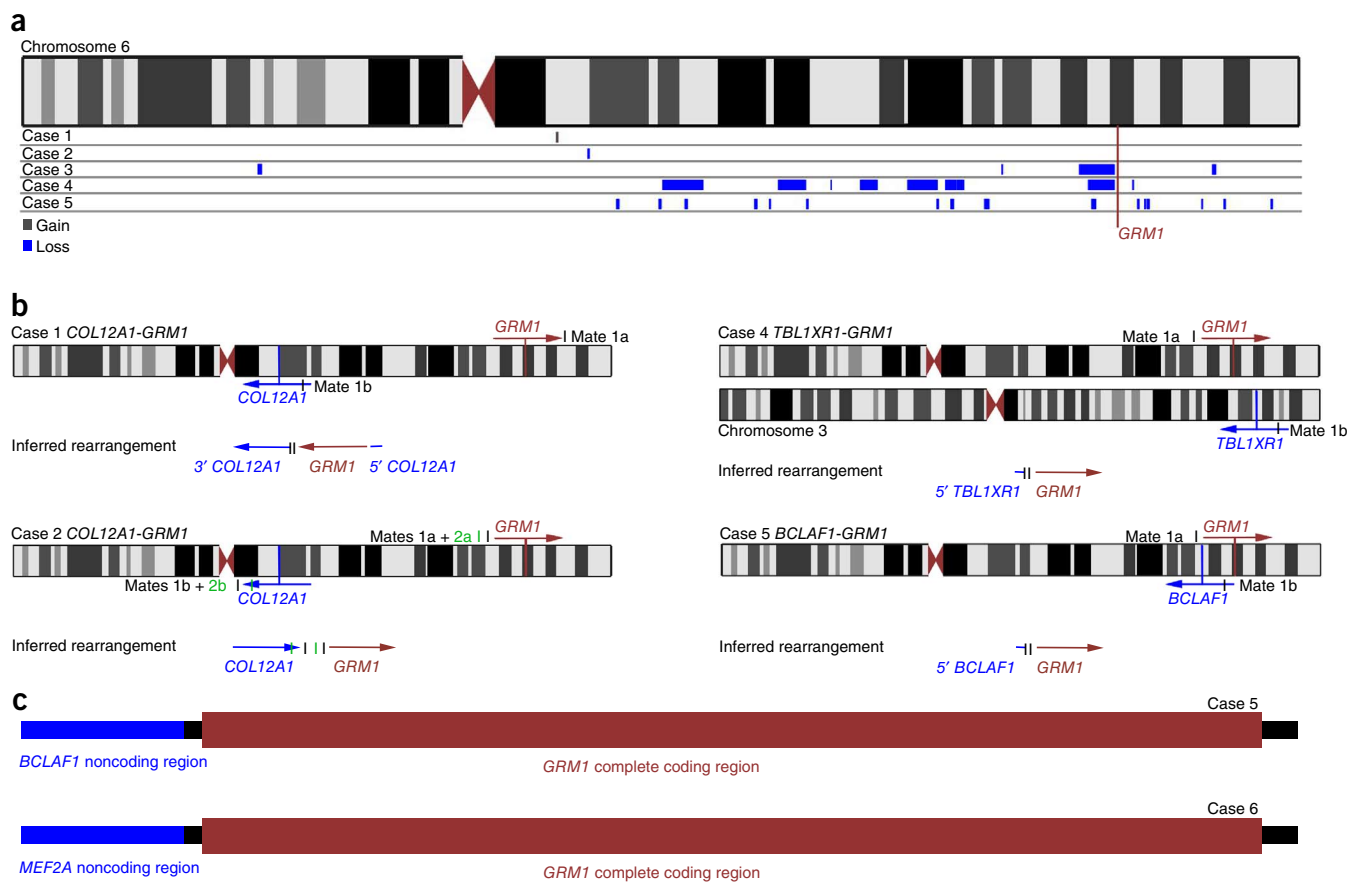 a
Chromosome 6
Case 1
Case 2
Case 3
Case 4
Case 5
Gain
Loss
GRM1
b
Case 1 COL12A1-GRM1
GRM1
Mate 1a
Mate 1b
COL12A1
Inferred rearrangement
3′ COL12A1
GRM1
5′ COL12A1
Case 2 COL12A1-GRM1
Mates 1a + 2a
GRM1
Mates 1b + 2b
COL12A1
Inferred rearrangement
COL12A1
GRM1
Case 4 TBL1XR1-GRM1
Mate 1a
GRM1
Chromosome 3
TBL1XR1
Mate 1b
Inferred rearrangement
5′ TBL1XR1
GRM1
Case 5 BCLAF1-GRM1
Mate 1a
GRM1
BCLAF1
Mate 1b
Inferred rearrangement
5′ BCLAF1
GRM1
c
Case 5
BCLAF1 noncoding region
GRM1 complete coding region
Case 6
MEF2A noncoding region
GRM1 complete coding region